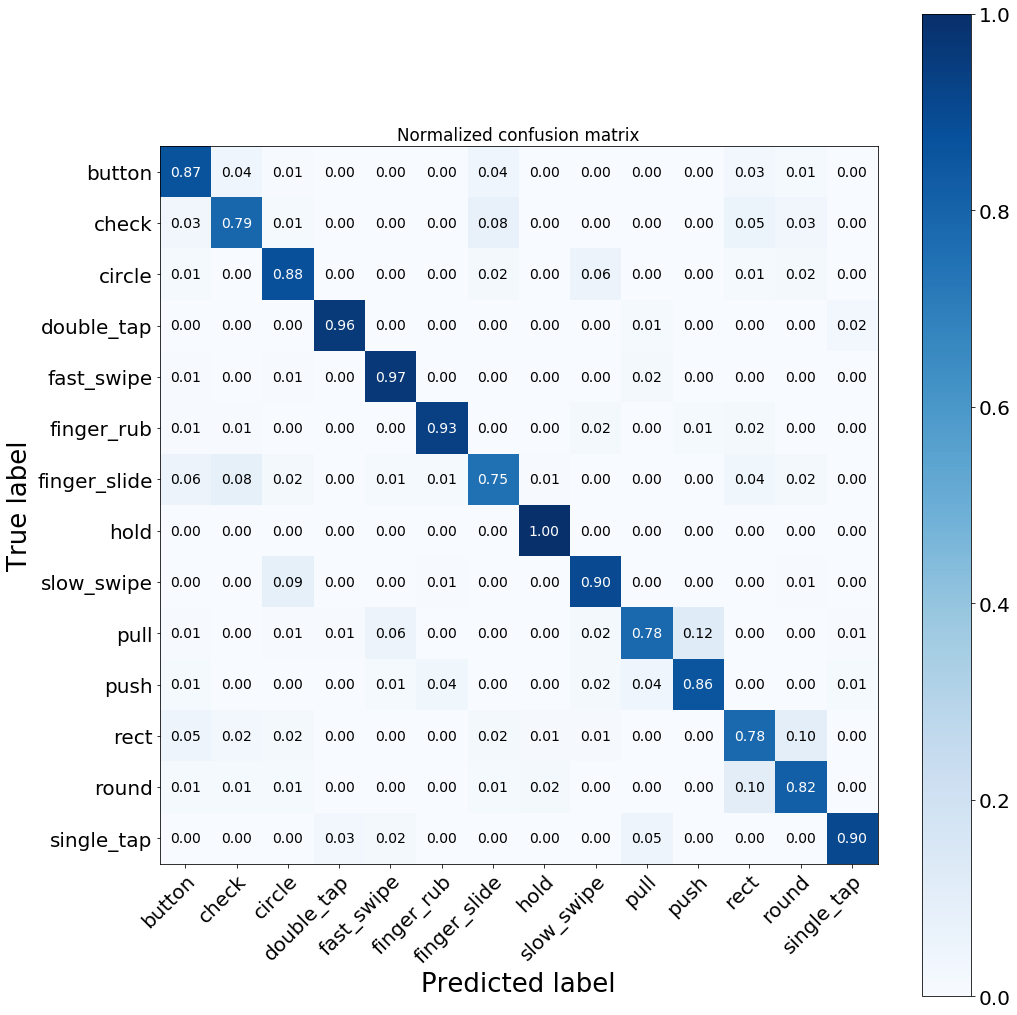 Normalized confusion matrix
True label
button 0.87 0.04 0.01 0.00 0.00 0.00 0.04 0.00 0.00 0.00 0.00 0.03 0.01 0.00
check 0.03 0.79 0.01 0.00 0.00 0.00 0.08 0.00 0.00 0.00 0.00 0.05 0.03 0.00
circle 0.01 0.00 0.88 0.00 0.00 0.00 0.02 0.00 0.06 0.00 0.00 0.01 0.02 0.00
double_tap 0.00 0.00 0.00 0.96 0.00 0.00 0.00 0.00 0.00 0.01 0.00 0.00 0.00 0.02
fast_swipe 0.01 0.00 0.01 0.00 0.97 0.00 0.00 0.00 0.00 0.02 0.00 0.00 0.00 0.00
finger_rub 0.01 0.01 0.00 0.00 0.00 0.93 0.00 0.00 0.02 0.00 0.01 0.02 0.00 0.00
finger_slide 0.06 0.08 0.02 0.00 0.01 0.01 0.75 0.01 0.00 0.00 0.00 0.04 0.02 0.00
hold 0.00 0.00 0.00 0.00 0.00 0.00 0.00 1.00 0.00 0.00 0.00 0.00 0.00 0.00
slow_swipe 0.00 0.00 0.09 0.00 0.00 0.01 0.00 0.00 0.90 0.00 0.00 0.00 0.01 0.00
pull 0.01 0.00 0.01 0.01 0.06 0.00 0.00 0.00 0.02 0.78 0.12 0.00 0.00 0.01
push 0.01 0.00 0.00 0.00 0.01 0.04 0.00 0.00 0.02 0.04 0.86 0.00 0.00 0.01
rect 0.05 0.02 0.02 0.00 0.00 0.00 0.02 0.01 0.01 0.00 0.00 0.78 0.10 0.00
round 0.01 0.01 0.01 0.00 0.00 0.00 0.01 0.02 0.00 0.00 0.00 0.10 0.82 0.00
single_tap 0.00 0.00 0.00 0.03 0.02 0.00 0.00 0.00 0.00 0.05 0.00 0.00 0.00 0.90
button check circle double_tap fast_swipe finger_rub finger_slide hold slow_swipe pull push rect round single_tap
Predicted label
1.0
0.8
0.6
0.4
0.2
0.0